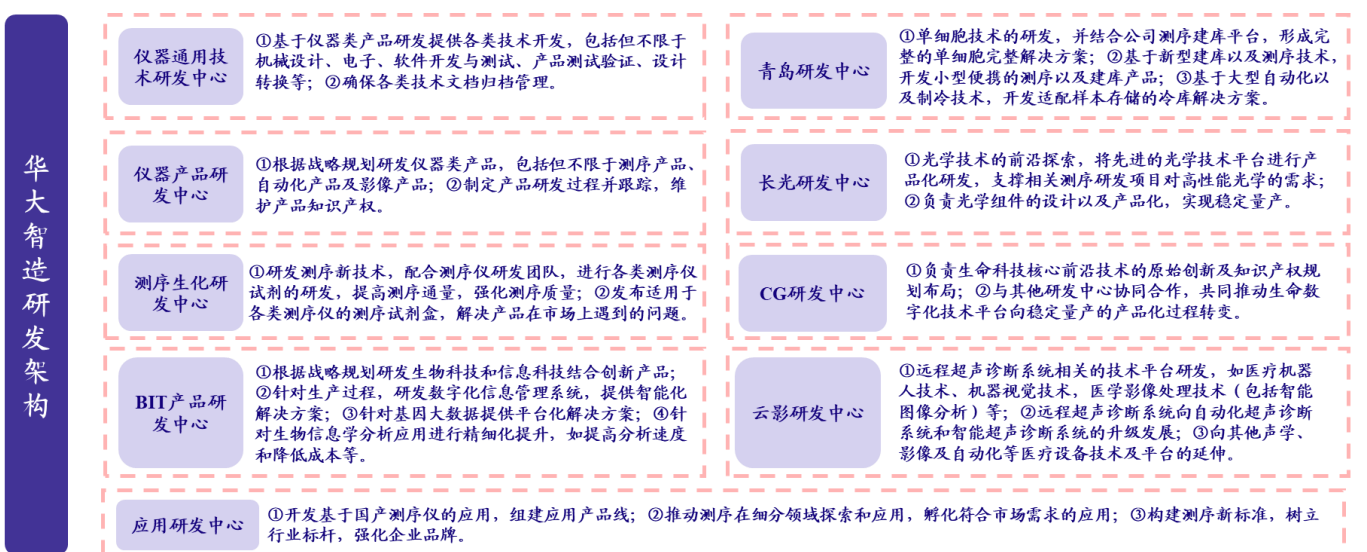 华大智造研发架构
仪器通用技
术研发中心
①基于仪器类产品研发提供各类技术开发，包括但不限于
机械设计、电子、软件开发与测试、产品测试验证、设计
转换等；②确保各类技术文档归档管理。
青岛研发中心
①单细胞技术的研发，并结合公司测序建库平台，形成完
整的单细胞完整解决方案；②基于新型建库以及测序技术，
开发小型便携的测序以及建库产品；③基于大型自动化以
及制冷技术，开发适配样本存储的冷库解决方案。
仪器产品研
发中心
①根据战略规划研发仪器类产品，包括但不限于测序产品、
自动化产品及影像产品；②制定产品研发过程并跟踪，维
护产品知识产权。
长光研发中心
①光学技术的前沿探索，将先进的光学技术平台进行产
品化研发，支撑相关测序研发项目对高性能光学的需求；
②负责光学组件的设计以及产品化，实现稳定量产。
测序生化研
发中心
①研发测序新技术，配合测序仪研发团队，进行各类测序仪
试剂的研发，提高测序通量，强化测序质量；②发布适用于
各类测序仪的测序试剂盒，解决产品在市场上遇到的问题。
CG研发中心
①负责生命科技核心前沿技术的原始创新及知识产权规
划布局；②与其他研发中心协同合作，共同推动生命数
字化技术平台向稳定量产的产品化过程转变。
BIT产品研
发中心
①根据战略规划研发生物科技和信息科技结合创新产品；
②针对生产过程，研发数字化信息管理系统，提供智能化
解决方案；③针对基因大数据提供平台化解决方案；④针
对生物信息学分析应用进行精细化提升，如提高分析速度
和降低成本等。
云影研发中心
①远程超声诊断系统相关的技术平台研发，如医疗机器
人技术、机器视觉技术，医学影像处理技术（包括智能
图像分析）等；②远程超声诊断系统向自动化超声诊断
系统和智能超声诊断系统的升级发展；③向其他声学、
影像及自动化等医疗设备技术及平台的延伸。
应用研发中心
①开发基于国产测序仪的应用，组建应用产品线；②推动测序在细分领域探索和应用，孵化符合市场需求的应用；③构建测序新标准，树立
行业标杆，强化企业品牌。